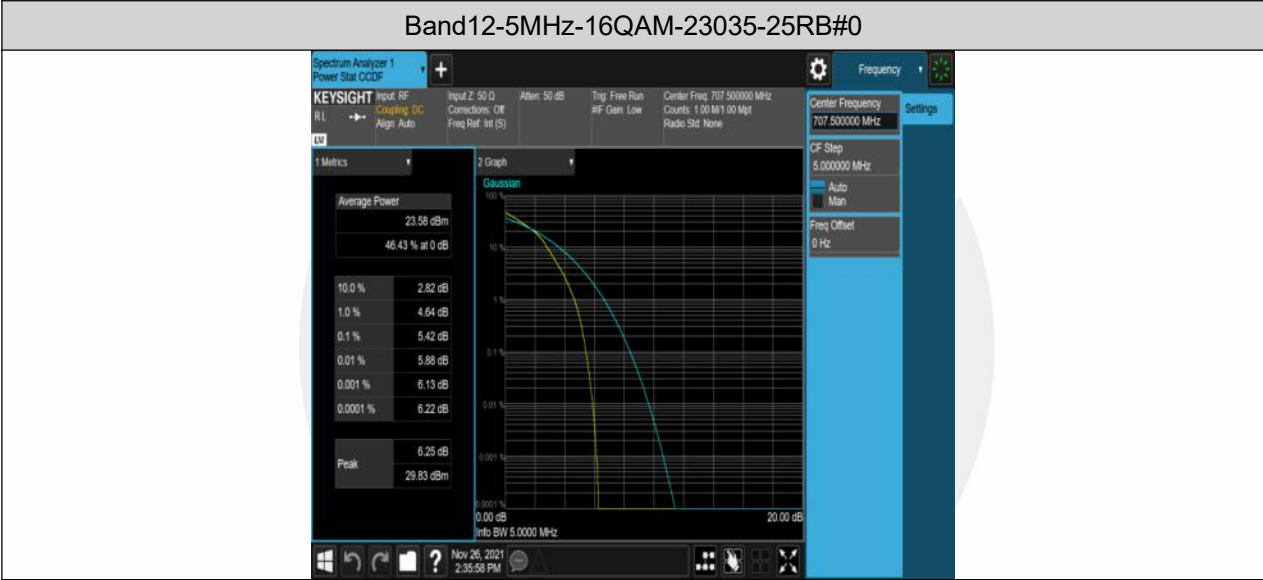 Band12-5MHz-16QAM-23035-25RB#0
Spectrum Analyzer 1
Power Stat CCDF
+
Frequency
KEYSIGHT
RL
LXI
Input: RF
Coupling: DC
Align: Auto
Input Z: 50 Ω
Corrections: Off
Freq Ref: Int (S)
Atten: 50 dB
Trig: Free Run
#IF Gain: Low
Center Freq: 707.500000 MHz
Counts: 1.00 M/1.00 Mpt
Radio Std: None
Center Frequency
707.500000 MHz
Settings
CF Step
5.000000 MHz
Auto
Man
Freq Offset
0 Hz
1 Metrics
Average Power
23.58 dBm
46.43 % at 0 dB
10.0 % 2.82 dB
1.0 % 4.64 dB
0.1 % 5.42 dB
0.01 % 5.88 dB
0.001 % 6.13 dB
0.0001 % 6.22 dB
Peak 6.25 dB
29.83 dBm
2 Graph
Gaussian
100 %
10 %
1 %
0.1 %
0.01 %
0.001 %
0.0001 %
0.00 dB 20.00 dB
Info BW 5.0000 MHz
?
Nov 26, 2021
2:35:58 PM